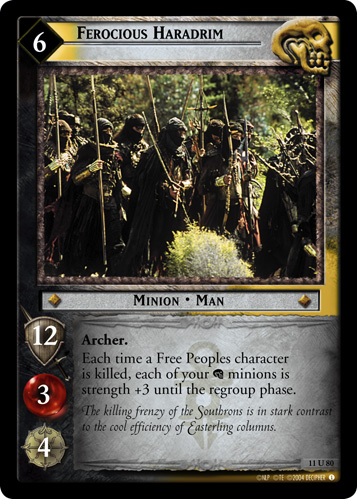 6
FEROCIOUS HARADRIM
MINION • MAN
12
3
4
Archer.
Each time a Free Peoples character
is killed, each of your minions is
strength +3 until the regroup phase.
The killing frenzy of the Southrons is in stark contrast
to the cool efficiency of Easterling columns.
11 U 80
©NLP ©TE ©2004 DECIPHER